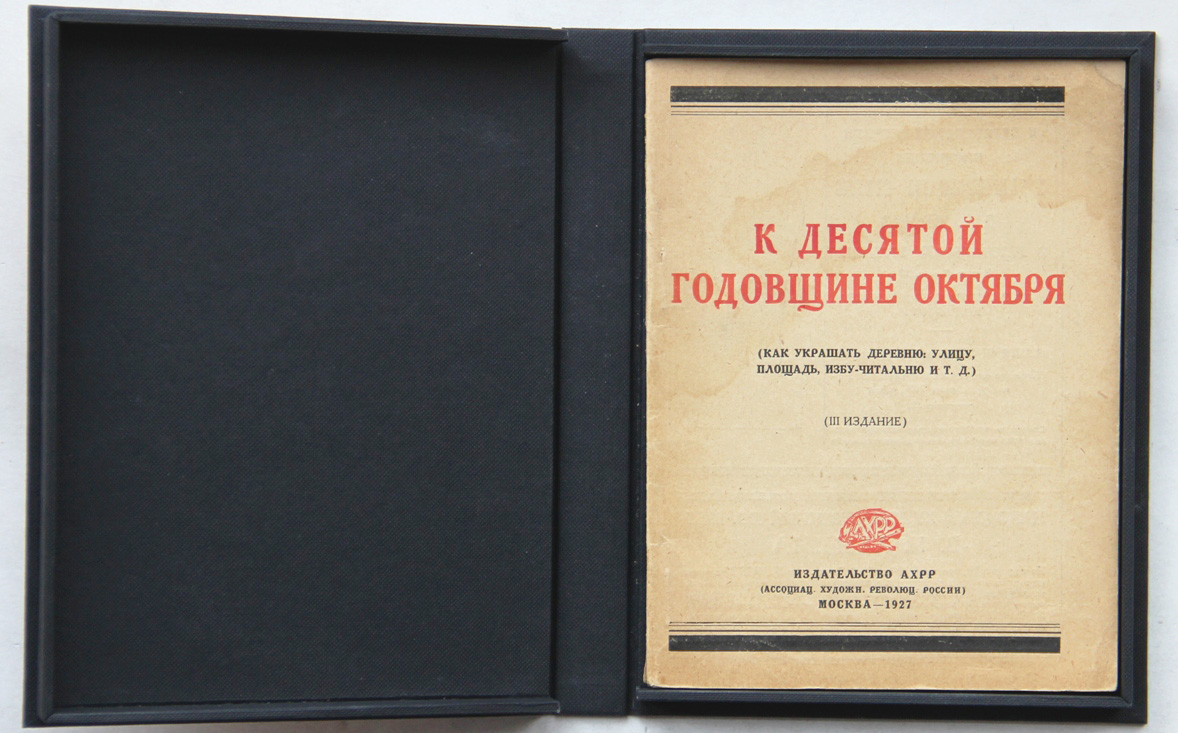 К ДЕСЯТОЙ
ГОДОВЩИНЕ ОКТЯБРЯ
(КАК УКРАШАТЬ ДЕРЕВНЮ: УЛИЦУ,
ПЛОЩАДЬ, ИЗБУ-ЧИТАЛЬНЮ И Т. Д.)
(III ИЗДАНИЕ)
АХРР
ИЗДАТЕЛЬСТВО АХРР
(АССОЦИАЦ. ХУДОЖН. РЕВОЛЮЦ. РОССИИ)
МОСКВА—1927